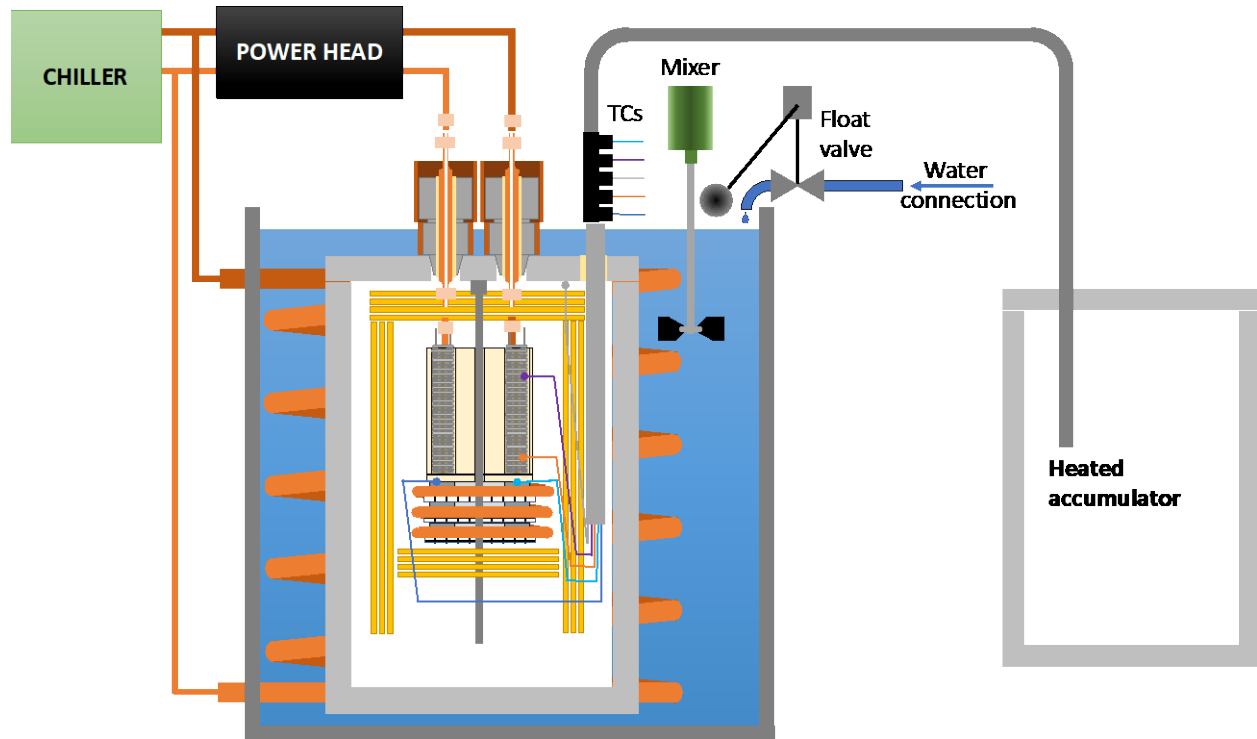 CHILLER
POWER HEAD
Mixer
TCs
Float
valve
Water
connection
Heated
accumulator